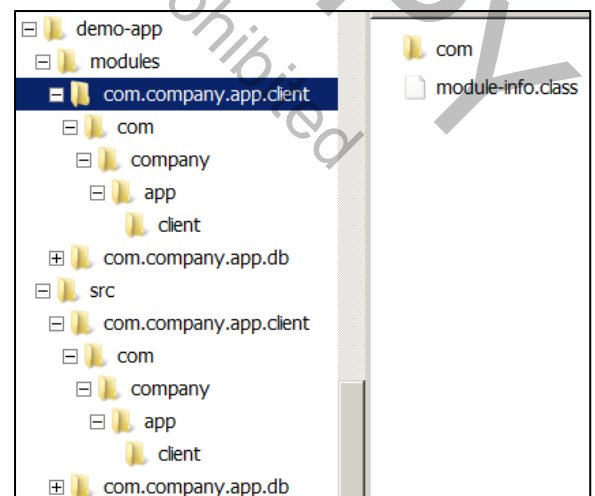 demo-app
modules
com.company.app.client
com
company
app
client
com.company.app.db
src
com.company.app.client
com
company
app
client
com.company.app.db
com
module-info.class